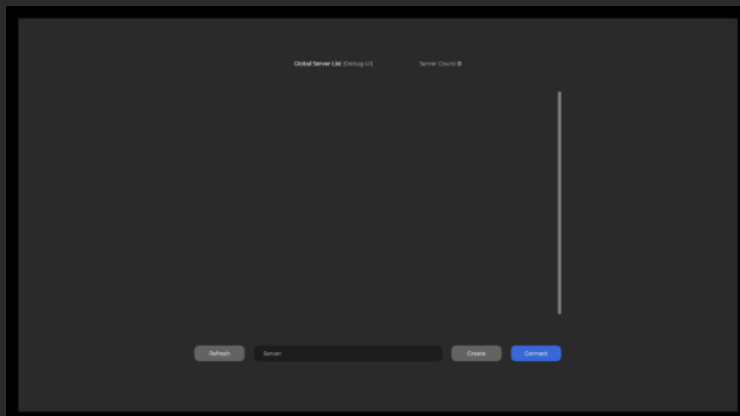 Global Server List (Debug UI)
Server Count: 0
Refresh
Server:
Create
Connect